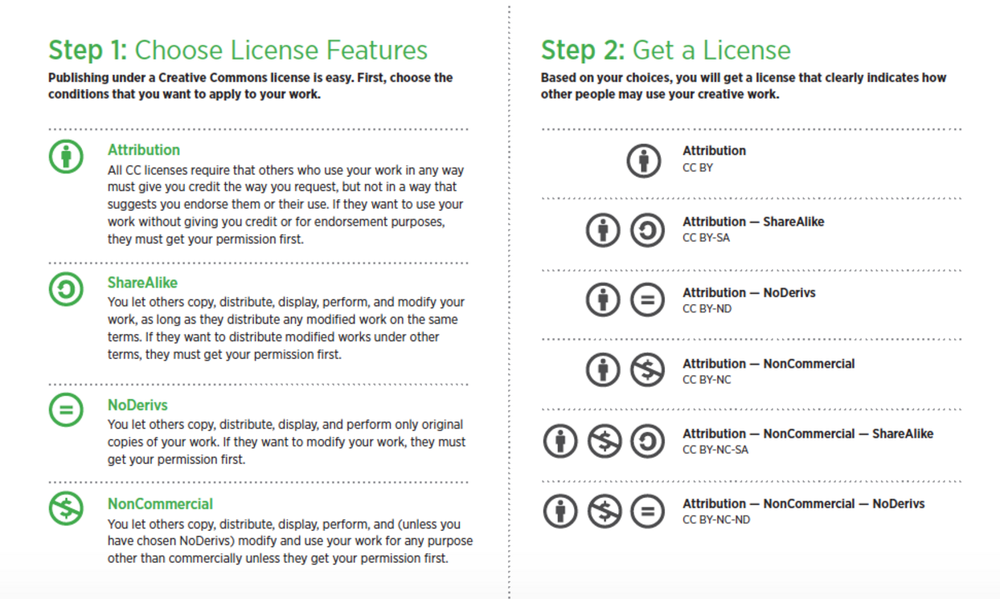 Step 1: Choose License Features
Publishing under a Creative Commons license is easy. First, choose the
conditions that you want to apply to your work.
Attribution
All CC licenses require that others who use your work in any way
must give you credit the way you request, but not in a way that
suggests you endorse them or their use. If they want to use your
work without giving you credit or for endorsement purposes,
they must get your permission first.
ShareAlike
You let others copy, distribute, display, perform, and modify your
work, as long as they distribute any modified work on the same
terms. If they want to distribute modified works under other
terms, they must get your permission first.
NoDerivs
You let others copy, distribute, display, and perform only original
copies of your work. If they want to modify your work, they must
get your permission first.
NonCommercial
You let others copy, distribute, display, perform, and (unless you
have chosen NoDerivs) modify and use your work for any purpose
other than commercially unless they get your permission first.
Step 2: Get a License
Based on your choices, you will get a license that clearly indicates how
other people may use your creative work.
Attribution
CC BY
Attribution — ShareAlike
CC BY-SA
Attribution — NoDerivs
CC BY-ND
Attribution — NonCommercial
CC BY-NC
Attribution — NonCommercial — ShareAlike
CC BY-NC-SA
Attribution — NonCommercial — NoDerivs
CC BY-NC-ND